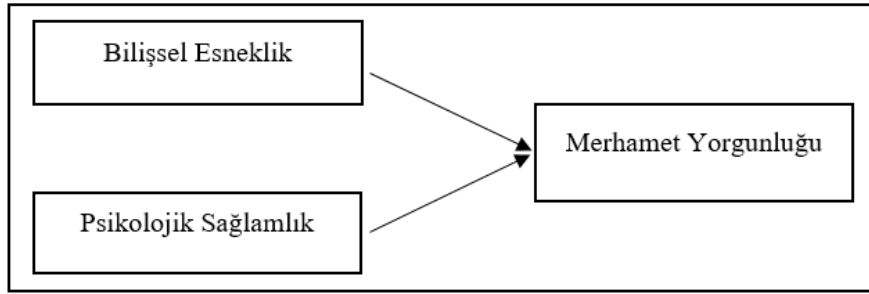 Bilişsel Esneklik
Merhamet Yorgunluğu
Psikolojik Sağlamlık